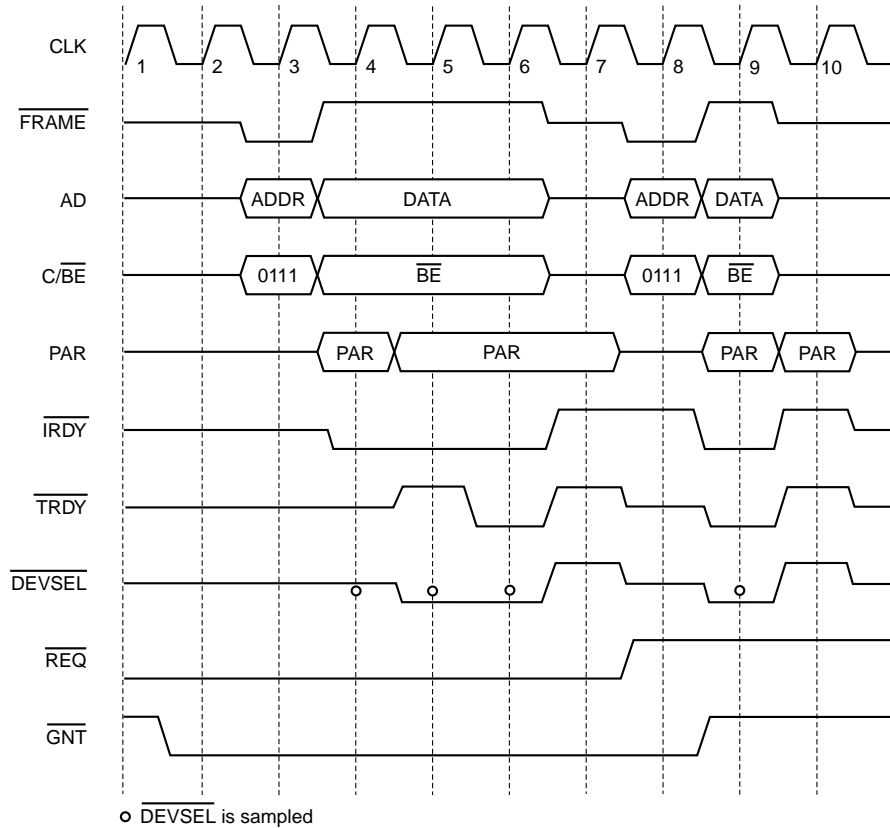 CLK
1 2 3 4 5 6 7 8 9 10
FRAME
AD ADDR DATA ADDR DATA
C/BE 0111 BE 0111 BE
PAR PAR PAR PAR PAR
IRDY
TRDY
DEVSEL
REQ
GNT
DEVSEL is sampled